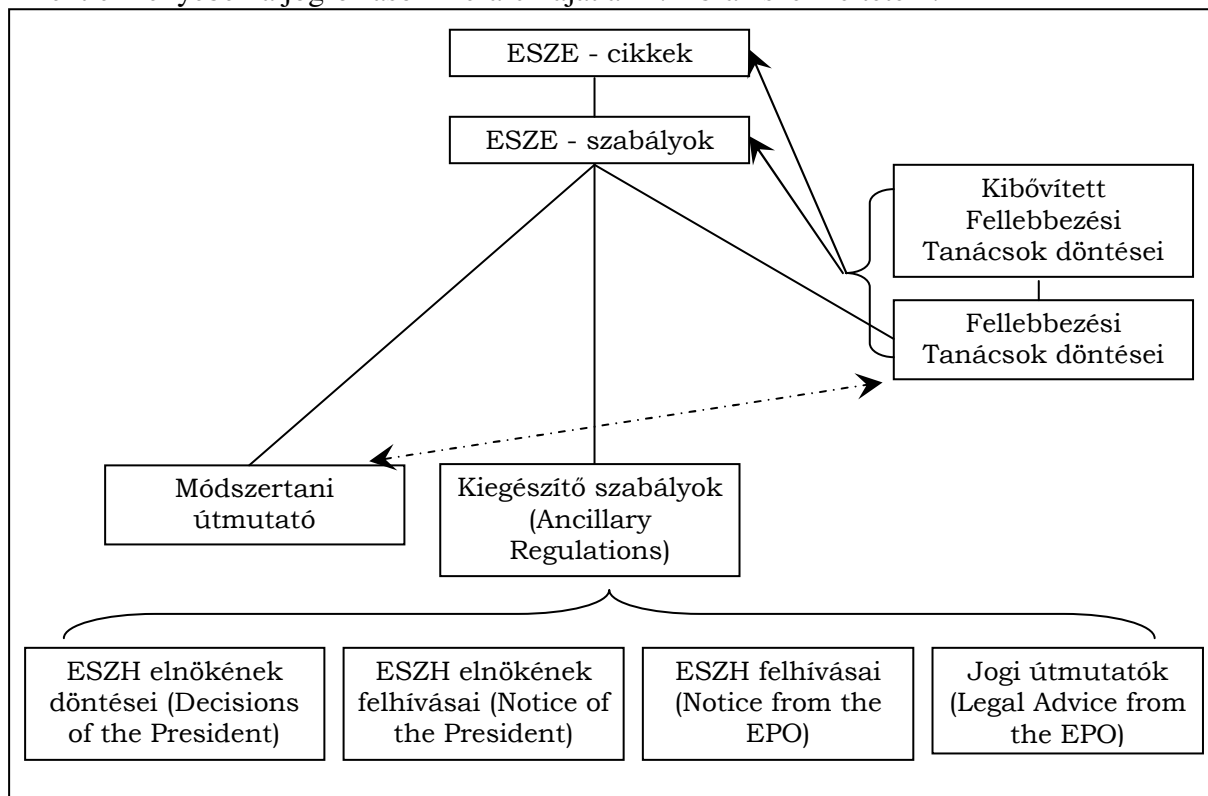 ESZE - cikkek
ESZE - szabályok
Kibővített
Fellebbezési
Tanácsok döntései
Fellebbezési
Tanácsok döntései
Módszertani
útmutató
Kiegészítő szabályok
(Ancillary
Regulations)
ESZH elnökének
döntései (Decisions
of the President)
ESZH elnökének
felhívásai (Notice of
the President)
ESZH felhívásai
(Notice from the
EPO)
Jogi útmutatók
(Legal Advice from
the EPO)